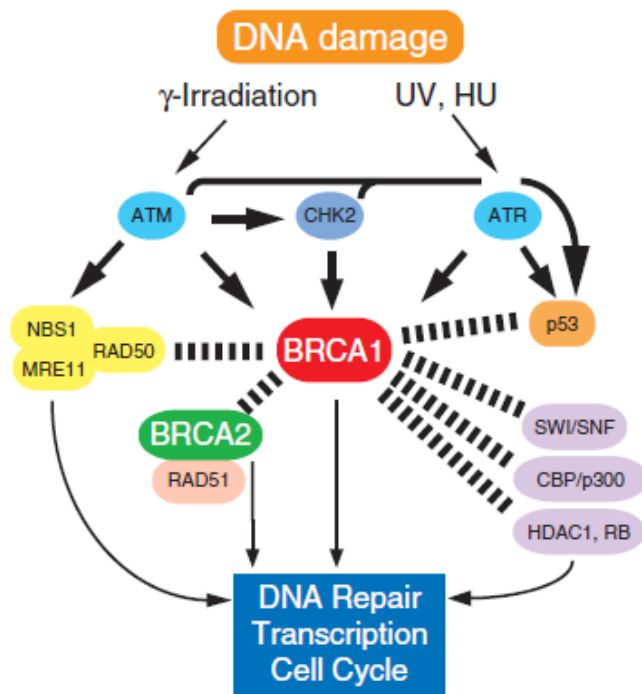 DNA damage
γ-Irradiation
UV, HU
ATM
CHK2
ATR
NBS1
RAD50
MRE11
BRCA1
p53
BRCA2
RAD51
SWI/SNF
CBP/p300
HDAC1, RB
DNA Repair
Transcription
Cell Cycle